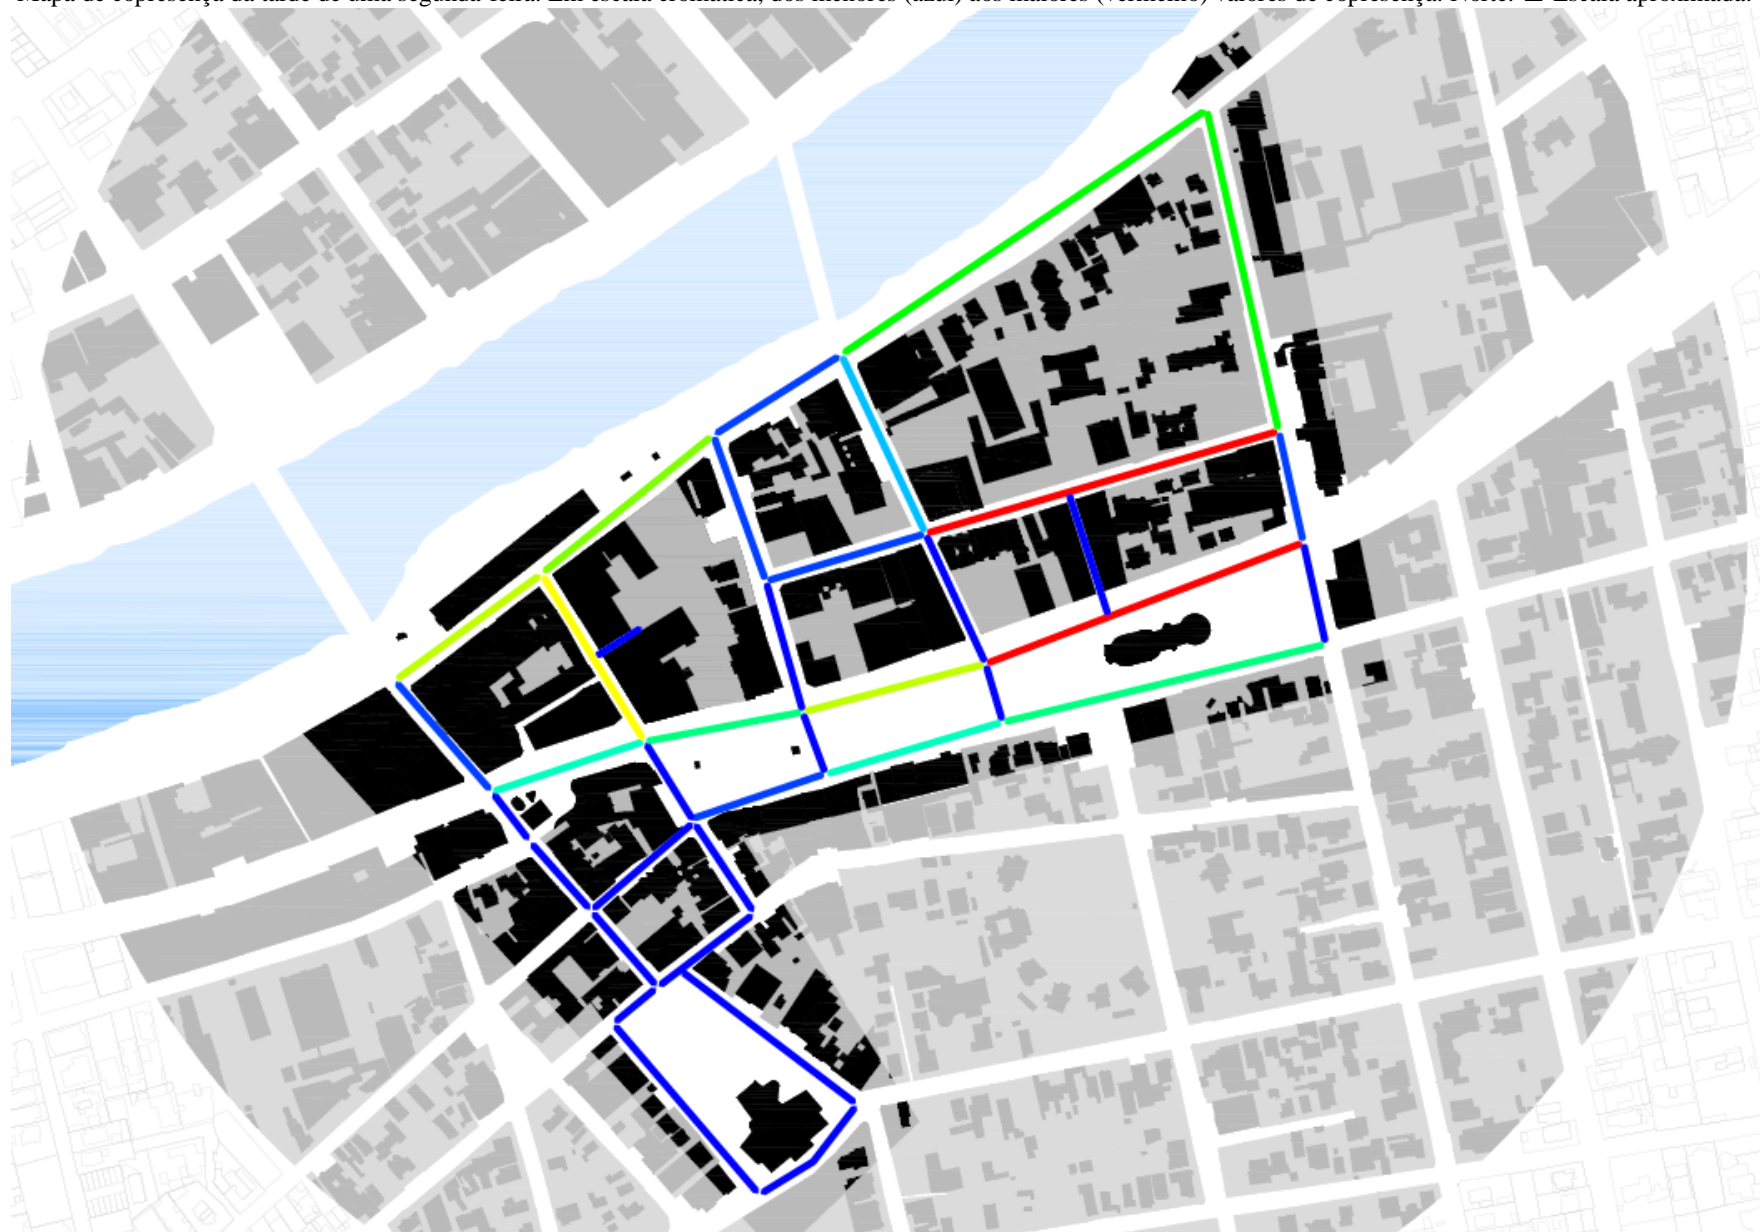 Mapa de copresença da tarde de uma segunda-feira. Em escala cromática, dos menores (azul) aos maiores (vermelho) valores de copresença. Norte: Escala aproximada.